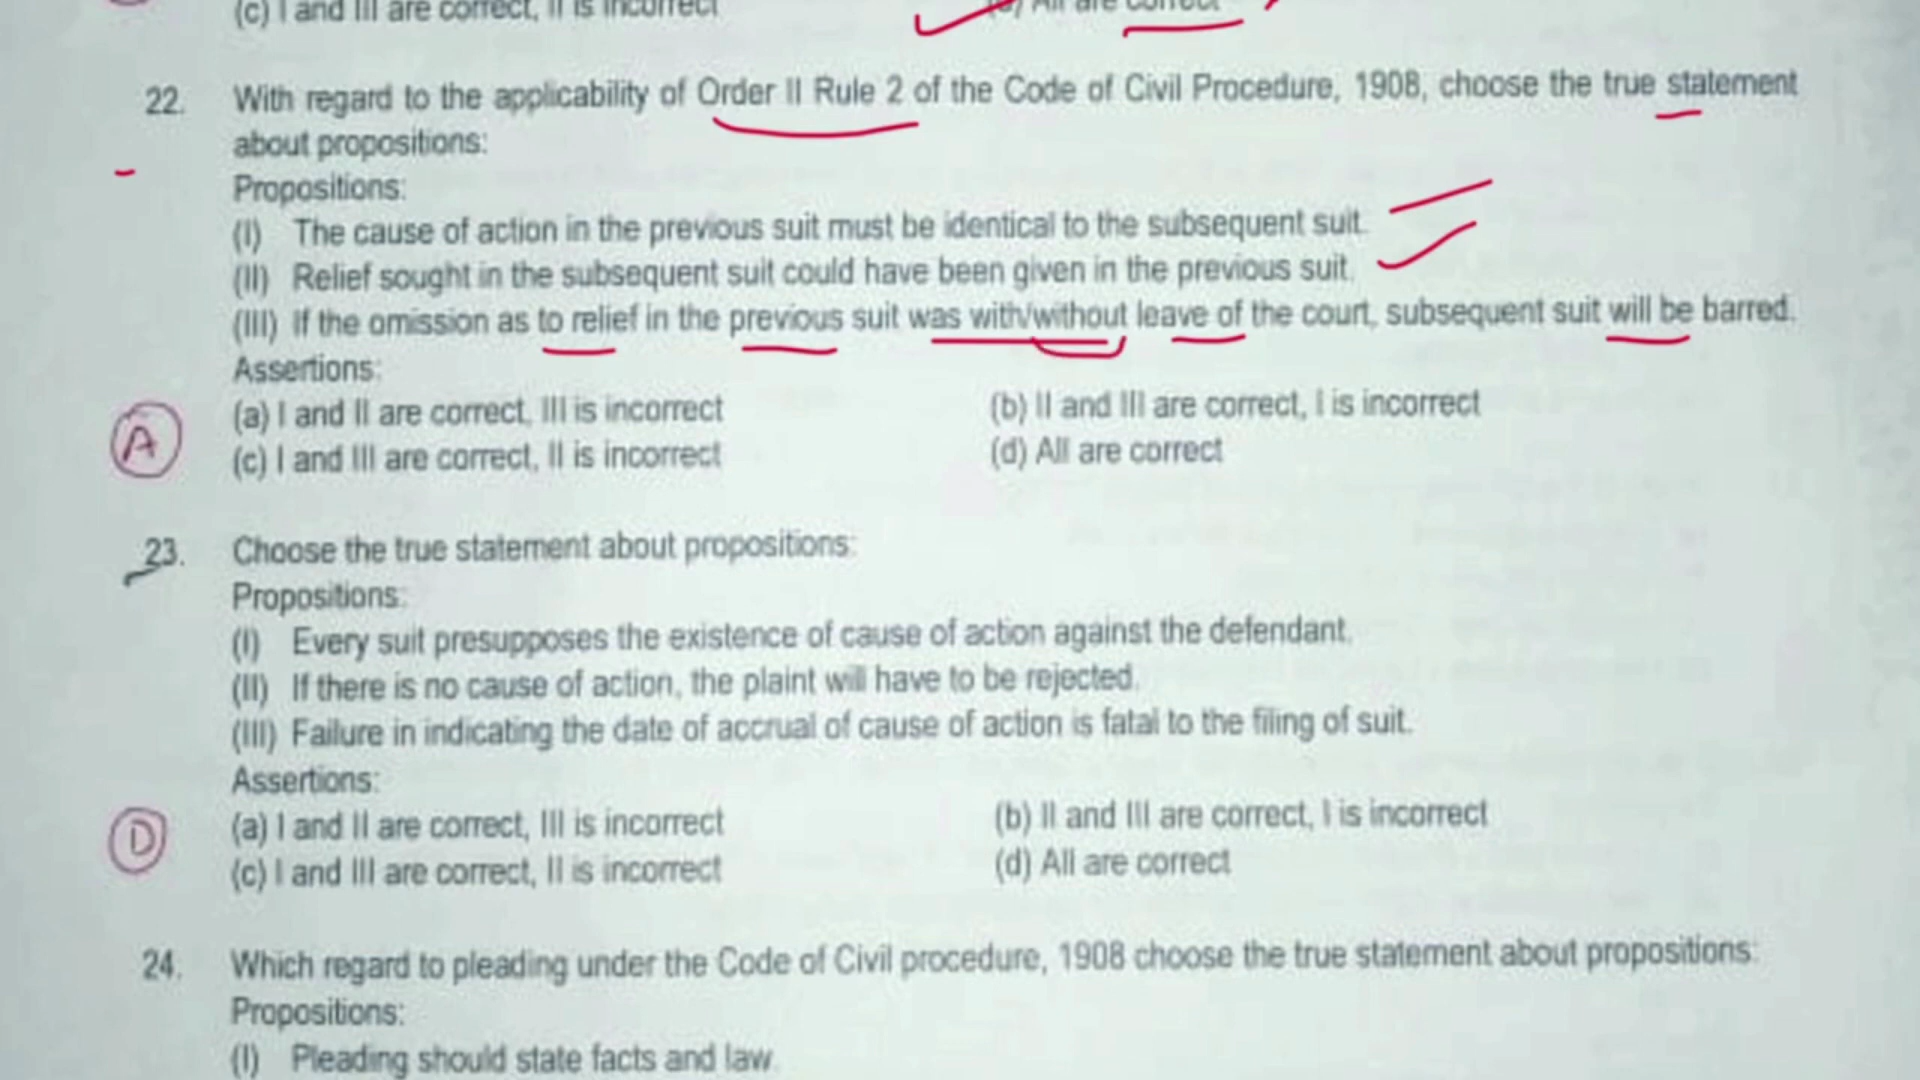 (c) I and III are correct, II is incorrect
(d) All are correct
22. With regard to the applicability of Order II Rule 2 of the Code of Civil Procedure, 1908, choose the true statement
about propositions:
Propositions:
(I) The cause of action in the previous suit must be identical to the subsequent suit.
(II) Relief sought in the subsequent suit could have been given in the previous suit.
(III) If the omission as to relief in the previous suit was with/without leave of the court, subsequent suit will be barred.
Assertions:
(a) I and II are correct, III is incorrect
(b) II and III are correct, I is incorrect
A
(c) I and III are correct, II is incorrect
(d) All are correct
23. Choose the true statement about propositions:
Propositions:
(I) Every suit presupposes the existence of cause of action against the defendant.
(II) If there is no cause of action, the plaint will have to be rejected.
(III) Failure in indicating the date of accrual of cause of action is fatal to the filing of suit.
Assertions:
(a) I and II are correct, III is incorrect
(b) II and III are correct, I is incorrect
D
(c) I and III are correct, II is incorrect
(d) All are correct
24. Which regard to pleading under the Code of Civil procedure, 1908 choose the true statement about propositions:
Propositions:
(I) Pleading should state facts and law.